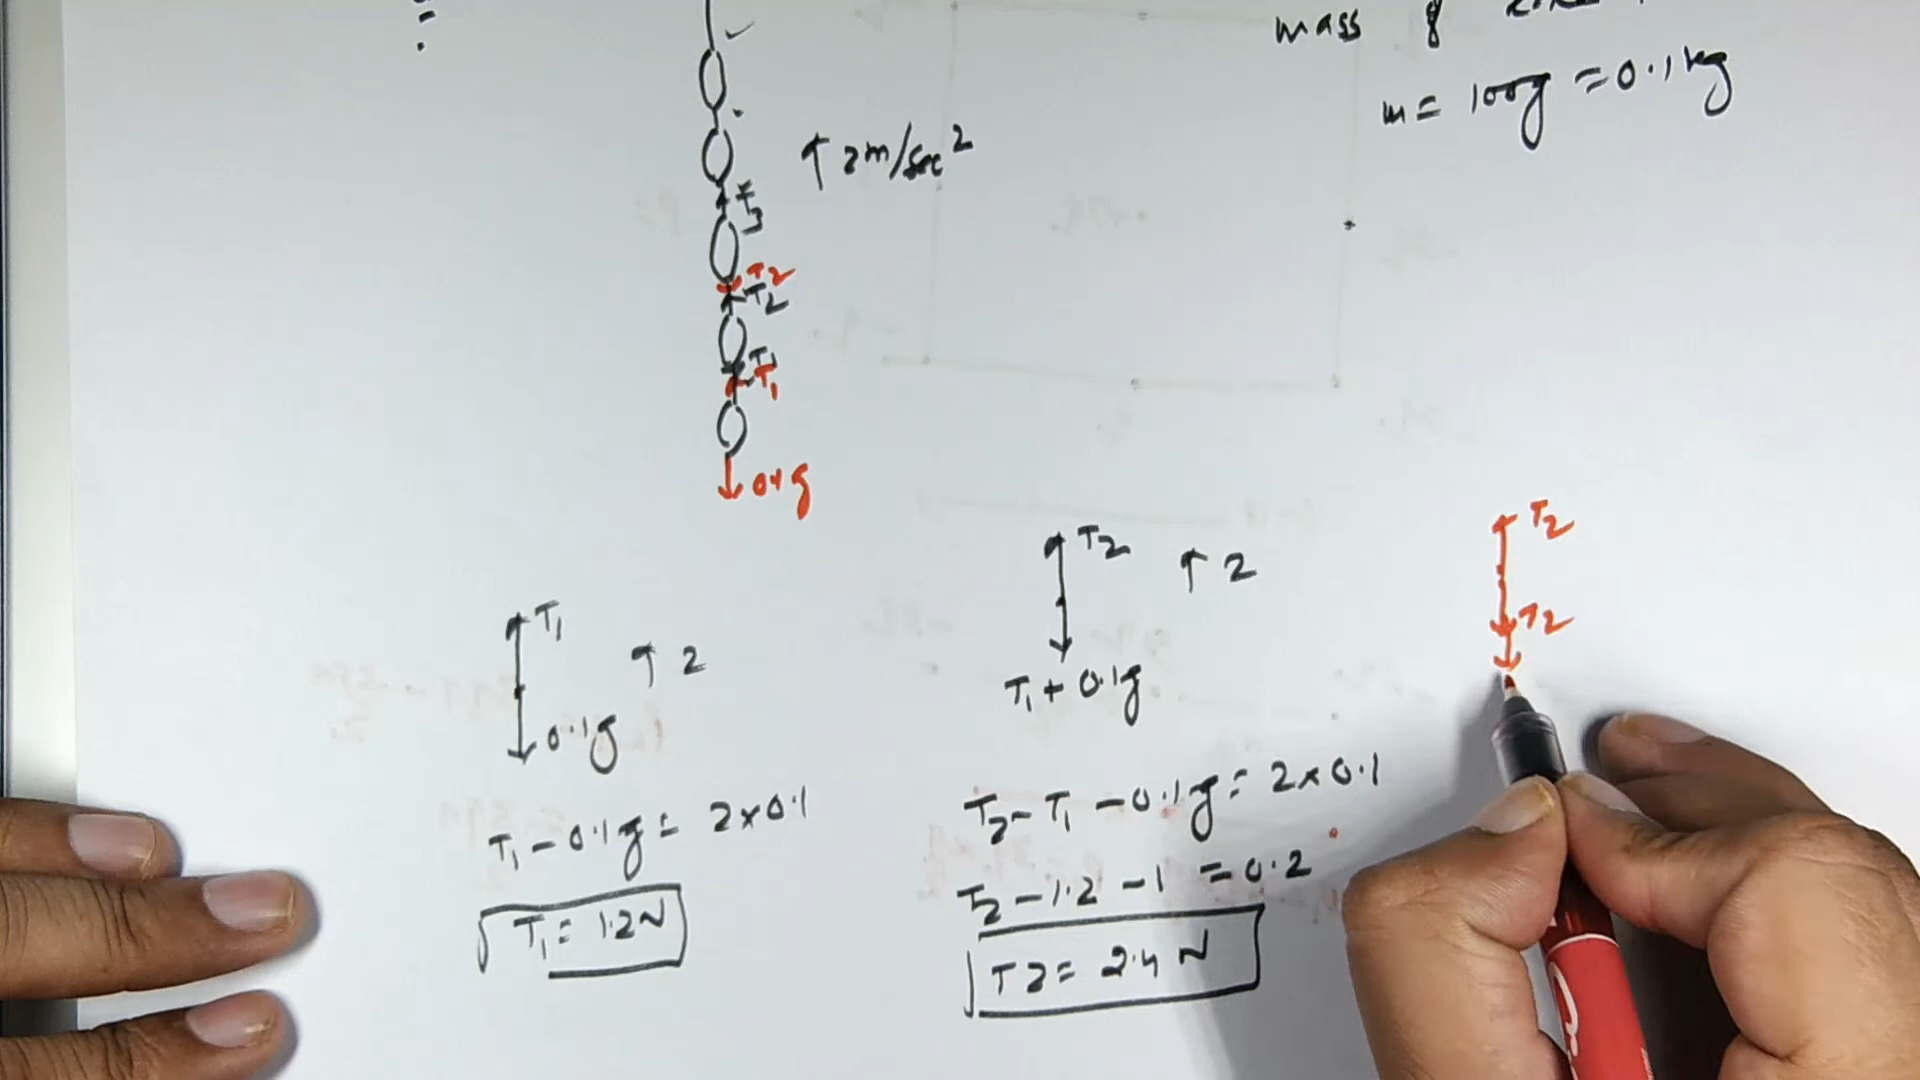 mass of
m = 100g = 0.1kg
↑ 2m/sec²
T3
T2
T2
T1
T1
0.1g
T2
↑ 2
T2
T1
↑ 2
T2
T1 + 0.1g
0.1g
T1 - 0.1g = 2×0.1
T2 - T1 - 0.1g = 2×0.1
T2 - 1.2 - 1 = 0.2
T1 = 1.2N
T2 = 2.4 N